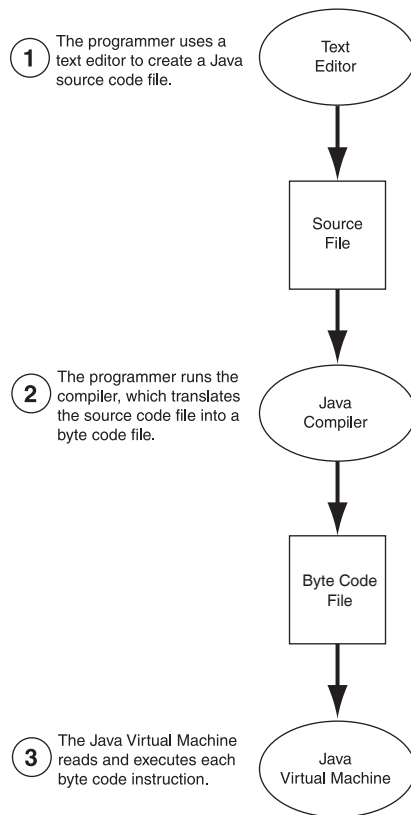 1
The programmer uses a
text editor to create a Java
source code file.
Text
Editor
Source
File
2
The programmer runs the
compiler, which translates
the source code file into a
byte code file.
Java
Compiler
Byte Code
File
3
The Java Virtual Machine
reads and executes each
byte code instruction.
Java
Virtual Machine